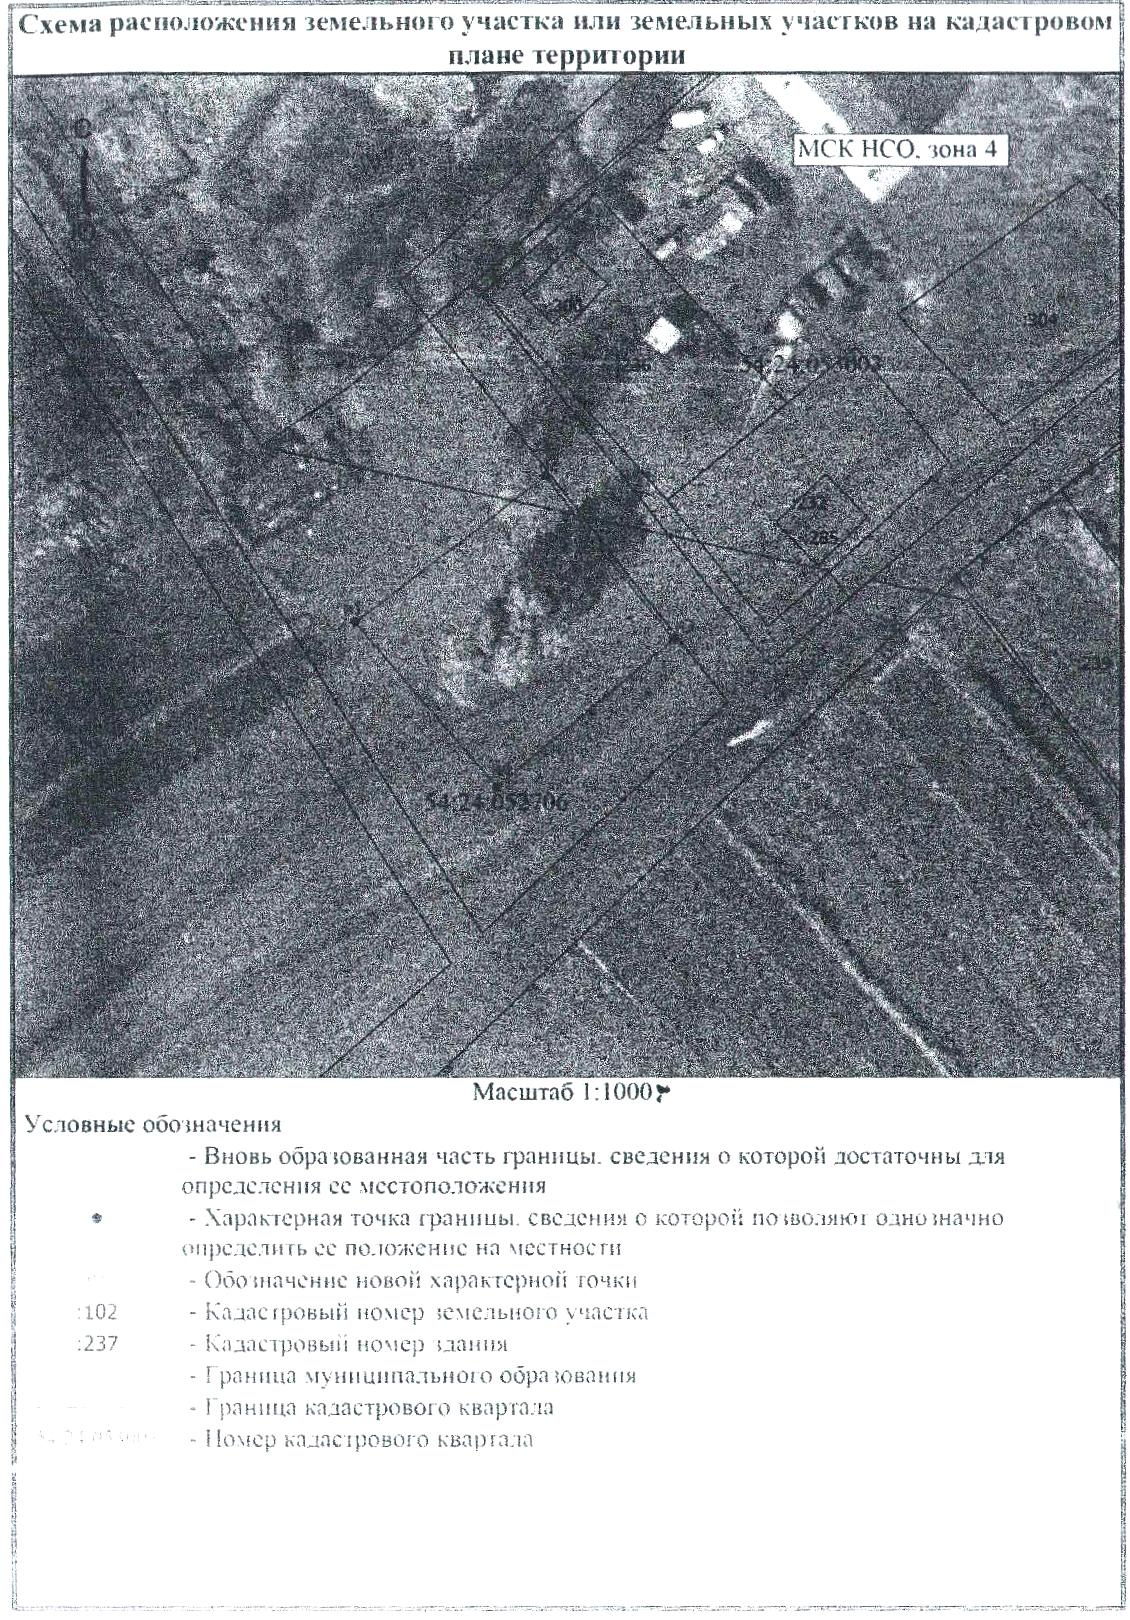 Схема расположения земельного участка или земельных участков на кадастровом
плане территории
С
Ю
МСК НСО, зона 4
:304
:232
:285
54:24:052706
Масштаб 1:1000
Условные обозначения
- Вновь образованная часть границы, сведения о которой достаточны для
определения ее местоположения
- Характерная точка границы, сведения о которой позволяют однозначно
определить ее положение на местности
- Обозначение новой характерной точки
:102 - Кадастровый номер земельного участка
:237 - Кадастровый номер здания
- Граница муниципального образования
- Граница кадастрового квартала
- Номер кадастрового квартала